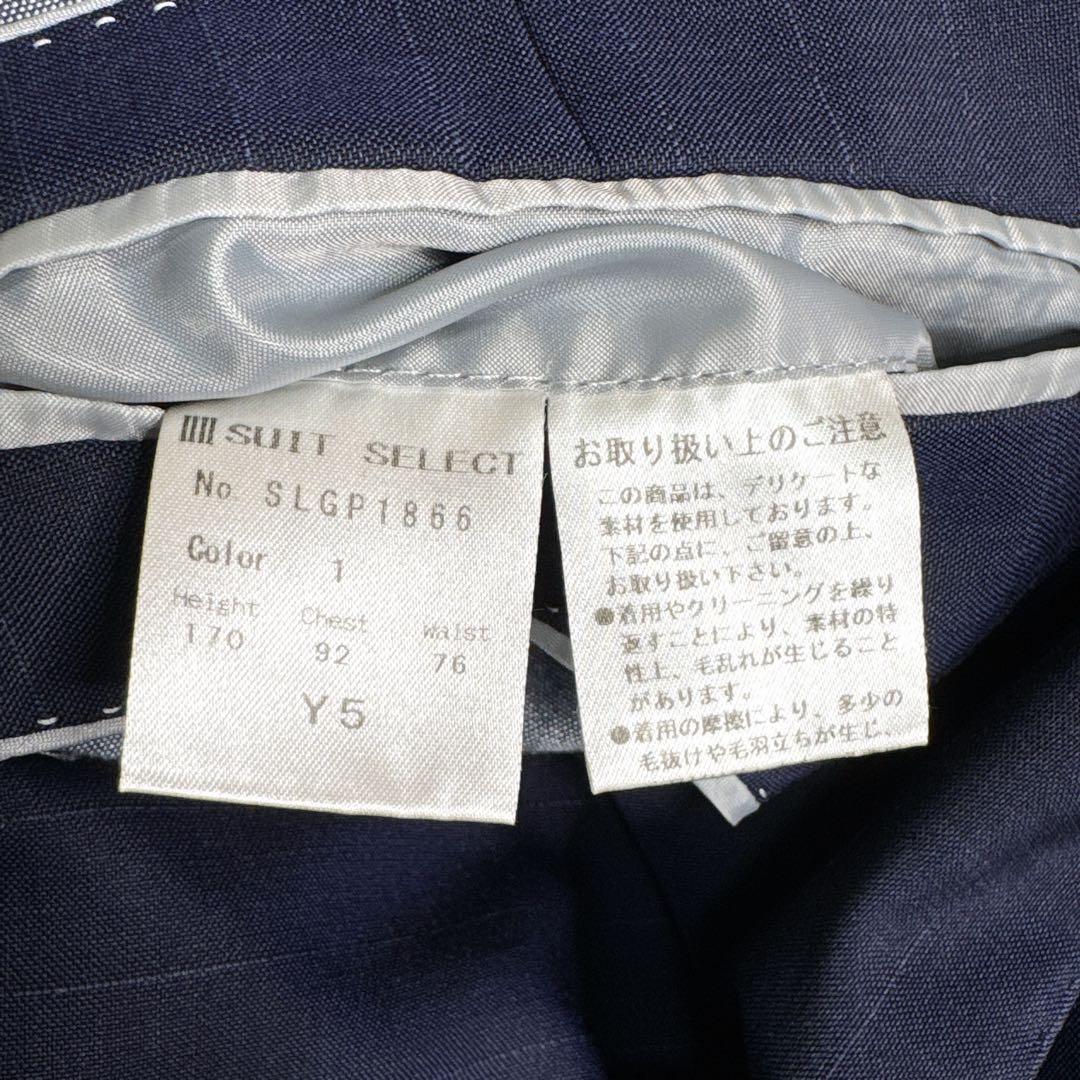 SUIT SELECT
No SLGP1866
Color 1
Height Chest Waist
170 92 76
Y5
お取り扱い上のご注意
この商品は、デリケートな
素材を使用しております。
下記の点に、ご留意の上、
お取り扱い下さい。
●着用やクリーニングを繰り
返すことにより、素材の特
性上、毛乱れが生じること
があります。
●着用の摩擦により、多少の
毛抜けや毛羽立ちが生じ、